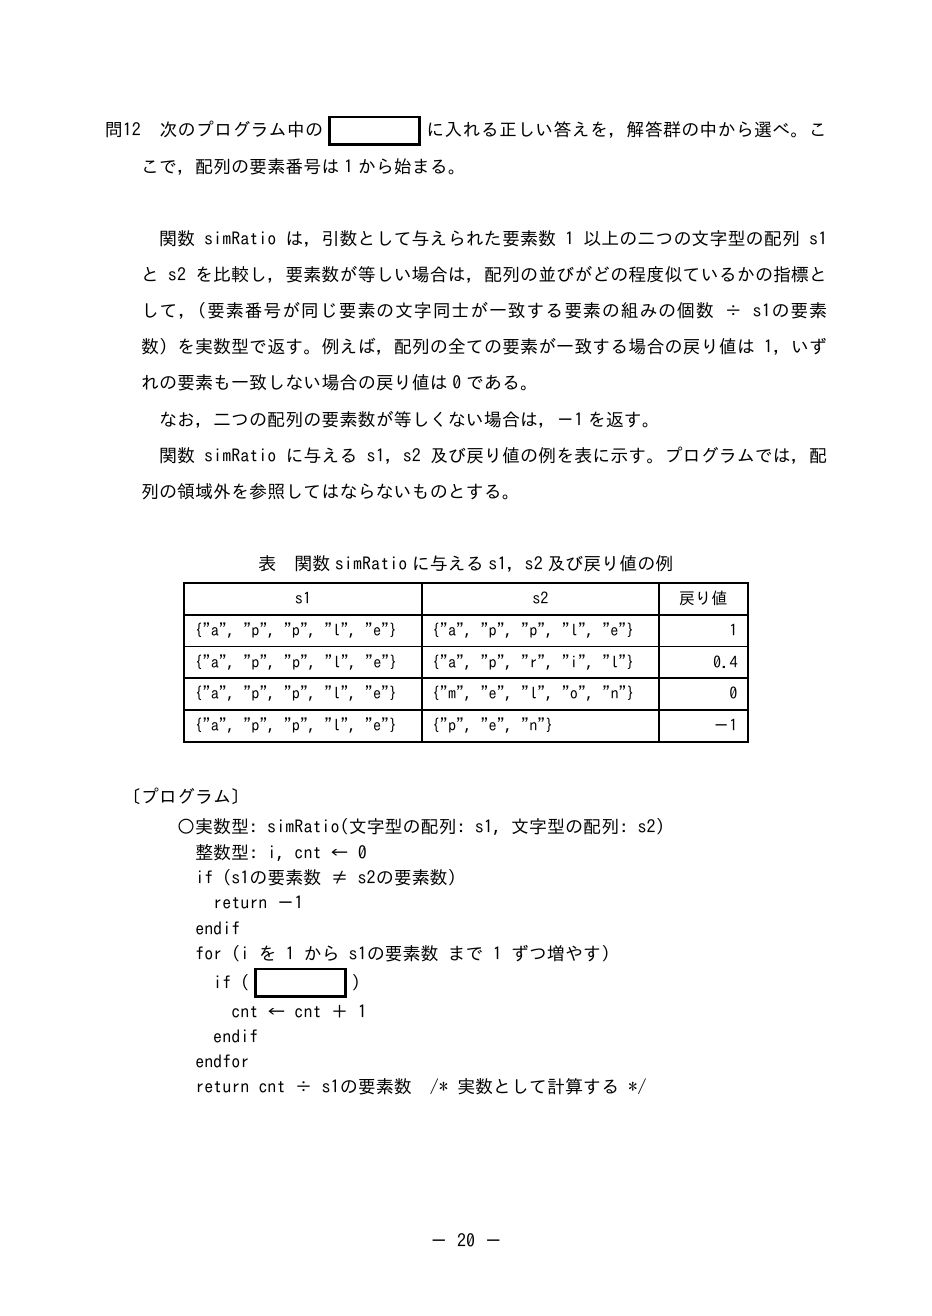 問12　次のプログラム中の　　　　　に入れる正しい答えを，解答群の中から選べ。こ
こで，配列の要素番号は 1 から始まる。
関数 simRatio は，引数として与えられた要素数 1 以上の二つの文字型の配列 s1
と s2 を比較し，要素数が等しい場合は，配列の並びがどの程度似ているかの指標と
して，（要素番号が同じ要素の文字同士が一致する要素の組みの個数 ÷ s1の要素
数）を実数型で返す。例えば，配列の全ての要素が一致する場合の戻り値は 1，いず
れの要素も一致しない場合の戻り値は 0 である。
なお，二つの配列の要素数が等しくない場合は，－1 を返す。
関数 simRatio に与える s1，s2 及び戻り値の例を表に示す。プログラムでは，配
列の領域外を参照してはならないものとする。
表　関数 simRatio に与える s1，s2 及び戻り値の例
s1　s2　戻り値
{"a", "p", "p", "l", "e"}　{"a", "p", "p", "l", "e"}　1
{"a", "p", "p", "l", "e"}　{"a", "p", "r", "i", "l"}　0.4
{"a", "p", "p", "l", "e"}　{"m", "e", "l", "o", "n"}　0
{"a", "p", "p", "l", "e"}　{"p", "e", "n"}　－1
〔プログラム〕
○実数型: simRatio(文字型の配列: s1, 文字型の配列: s2)
整数型: i, cnt ← 0
if (s1の要素数 ≠ s2の要素数)
return －1
endif
for (i を 1 から s1の要素数 まで 1 ずつ増やす)
if (　　　　　)
cnt ← cnt ＋ 1
endif
endfor
return cnt ÷ s1の要素数　/* 実数として計算する */
－ 20 －